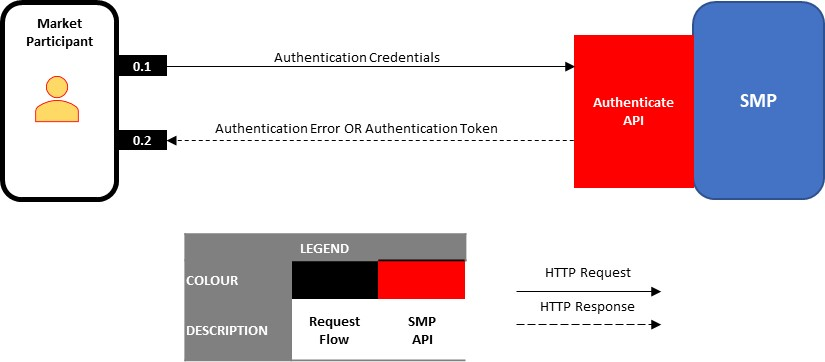 Market
Participant
0.1
Authentication Credentials
Authenticate
API
SMP
0.2
Authentication Error OR Authentication Token
LEGEND
COLOUR
DESCRIPTION
Request
Flow
SMP
API
HTTP Request
HTTP Response